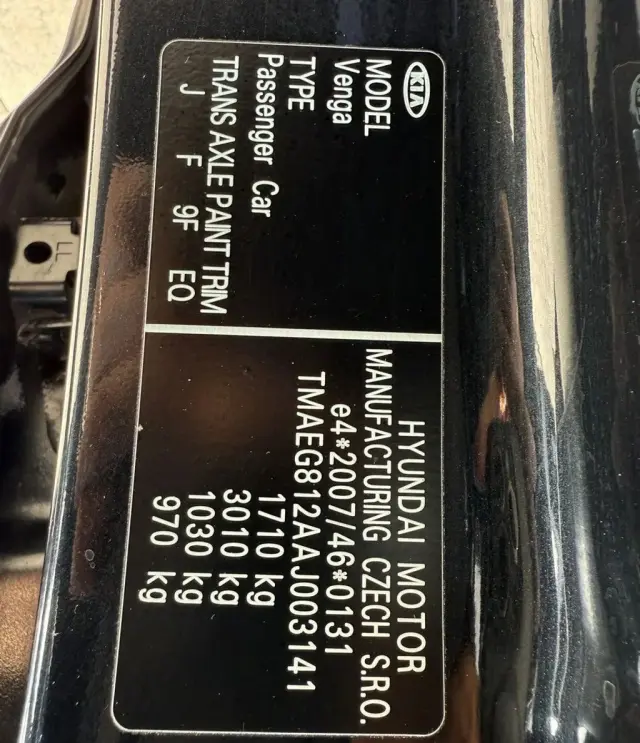 KIA
MODEL
Venga
TYPE
Passenger Car
TRANS AXLE PAINT TRIM
J F 9F EQ
HYUNDAI MOTOR
MANUFACTURING CZECH S.R.O.
e4*2007/46*0131
TMAEG812AAJ003141
1710 kg
3010 kg
1030 kg
970 kg